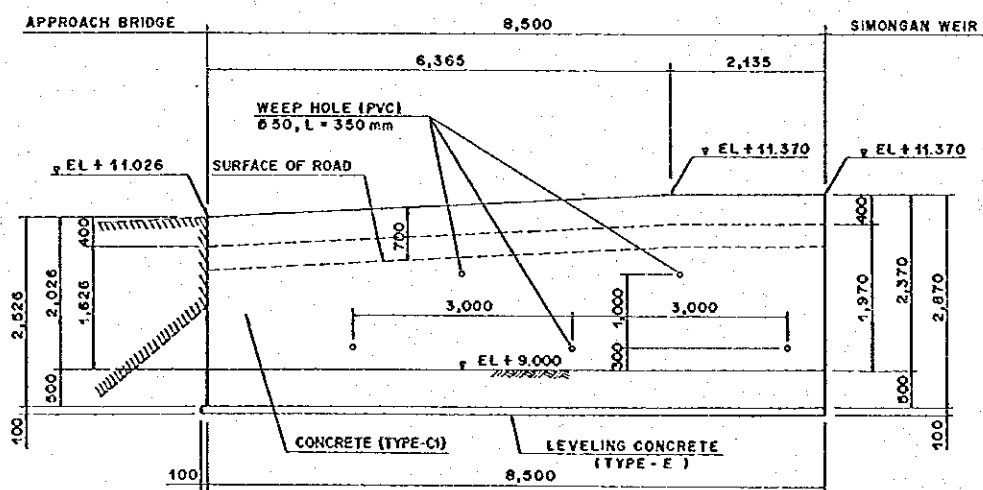 APPROACH BRIDGE
8,500
SIMONGAN WEIR
6,365
2,135
WEEP HOLE (PVC)
Ø50, L = 350 mm
EL + 11.026
SURFACE OF ROAD
EL + 11.370
EL + 11.370
400
700
400
2,526
2,026
1,626
3,000
1,000
3,000
1,970
2,370
2,870
300
EL + 9.000
500
500
100
100
CONCRETE (TYPE-C1)
LEVELING CONCRETE
(TYPE - E )
100
8,500